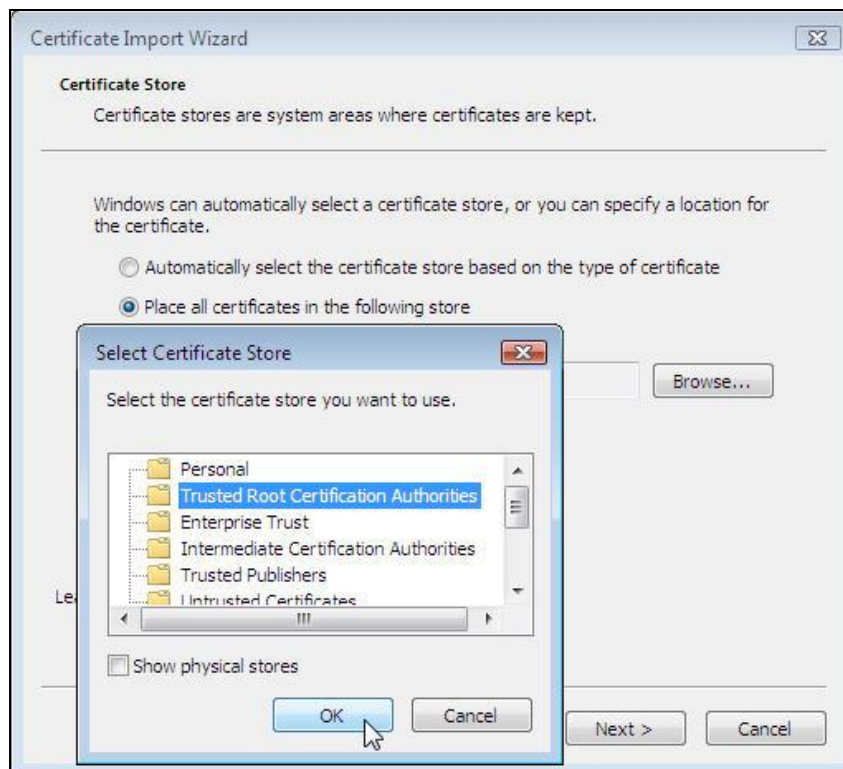 Certificate Import Wizard
Certificate Store
Certificate stores are system areas where certificates are kept.
Windows can automatically select a certificate store, or you can specify a location for
the certificate.
Automatically select the certificate store based on the type of certificate
Place all certificates in the following store
Browse...
Select Certificate Store
Select the certificate store you want to use.
Personal
Trusted Root Certification Authorities
Enterprise Trust
Intermediate Certification Authorities
Trusted Publishers
Untrusted Certificates
Show physical stores
OK
Cancel
Next >
Cancel